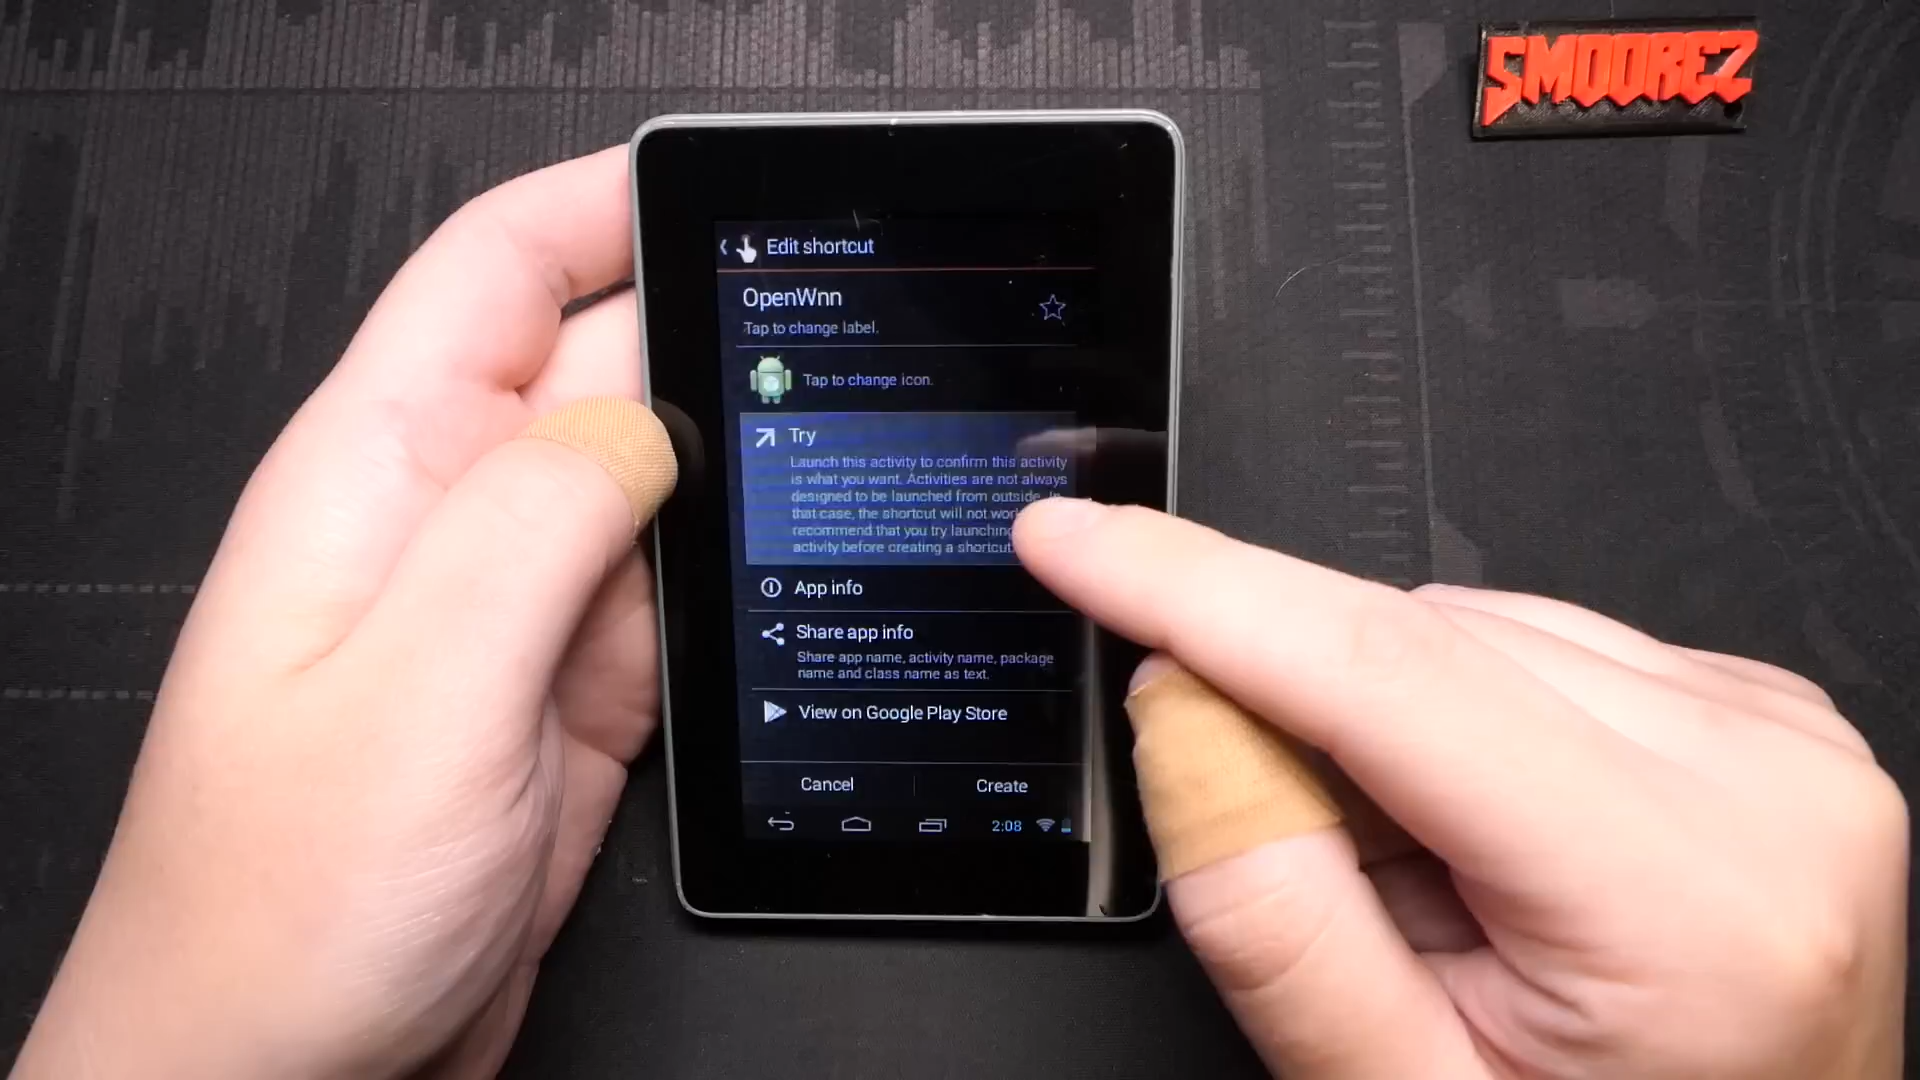 SMOOREZ
Edit shortcut
OpenWnn
Tap to change label.
Tap to change icon.
Try
Launch this activity to confirm this activity
is what you want. Activities are not always
designed to be launched from outside.
that case, the shortcut will not
recommend that you try launching
activity before creating a shortcut.
App info
Share app info
Share app name, activity name, package
name and class name as text.
View on Google Play Store
Cancel
Create
2:08